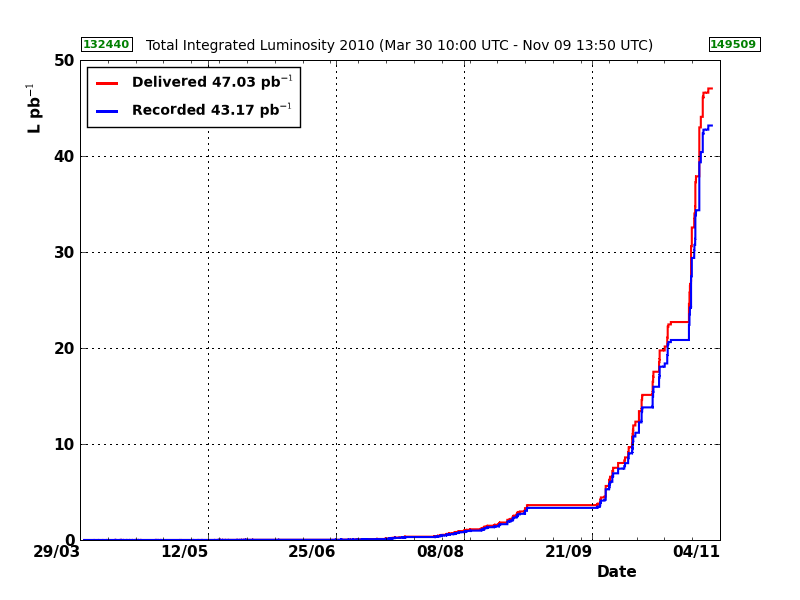 132440 Total Integrated Luminosity 2010 (Mar 30 10:00 UTC - Nov 09 13:50 UTC) 149509
Delivered 47.03 pb⁻¹
Recorded 43.17 pb⁻¹
L pb⁻¹
50
40
30
20
10
0
29/03 12/05 25/06 08/08 21/09 04/11
Date